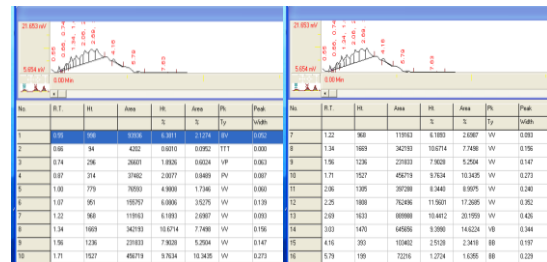 21.653 mV
5.654 mV
0.00 Min
No. R.T. Ht. Area Ht. Area Pk. Peak
% % Ty Width
1 0.55 998 93936 6.3811 2.1274 BV 0.052
2 0.66 94 4202 0.6010 0.0952 TTT 0.000
3 0.74 296 26601 1.8926 0.6024 VP 0.063
4 0.87 314 37482 2.0077 0.8489 PV 0.087
5 1.00 779 76593 4.9808 1.7346 VV 0.060
6 1.07 951 155757 6.0806 3.5275 VV 0.139
7 1.22 968 119163 6.1893 2.6987 VV 0.093
8 1.34 1669 342193 10.6714 7.7498 VV 0.156
9 1.56 1236 231833 7.9028 5.2504 VV 0.147
10 1.71 1527 456719 9.7634 10.3435 VV 0.273
21.653 mV
5.654 mV
0.00 Min
No. R.T. Ht. Area Ht. Area Pk. Peak
% % Ty Width
7 1.22 968 119163 6.1893 2.6987 VV 0.093
8 1.34 1669 342193 10.6714 7.7498 VV 0.156
9 1.56 1236 231833 7.9028 5.2504 VV 0.147
10 1.71 1527 456719 9.7634 10.3435 VV 0.273
11 2.06 1305 397288 8.3440 8.9975 VV 0.240
12 2.25 1808 762496 11.5601 17.2685 VV 0.352
13 2.69 1633 889988 10.4412 20.1559 VV 0.426
14 3.03 1470 645656 9.3990 14.6224 VB 0.344
15 4.16 393 103402 2.5128 2.3418 BB 0.197
16 5.79 199 72216 1.2724 1.6355 BB 0.229